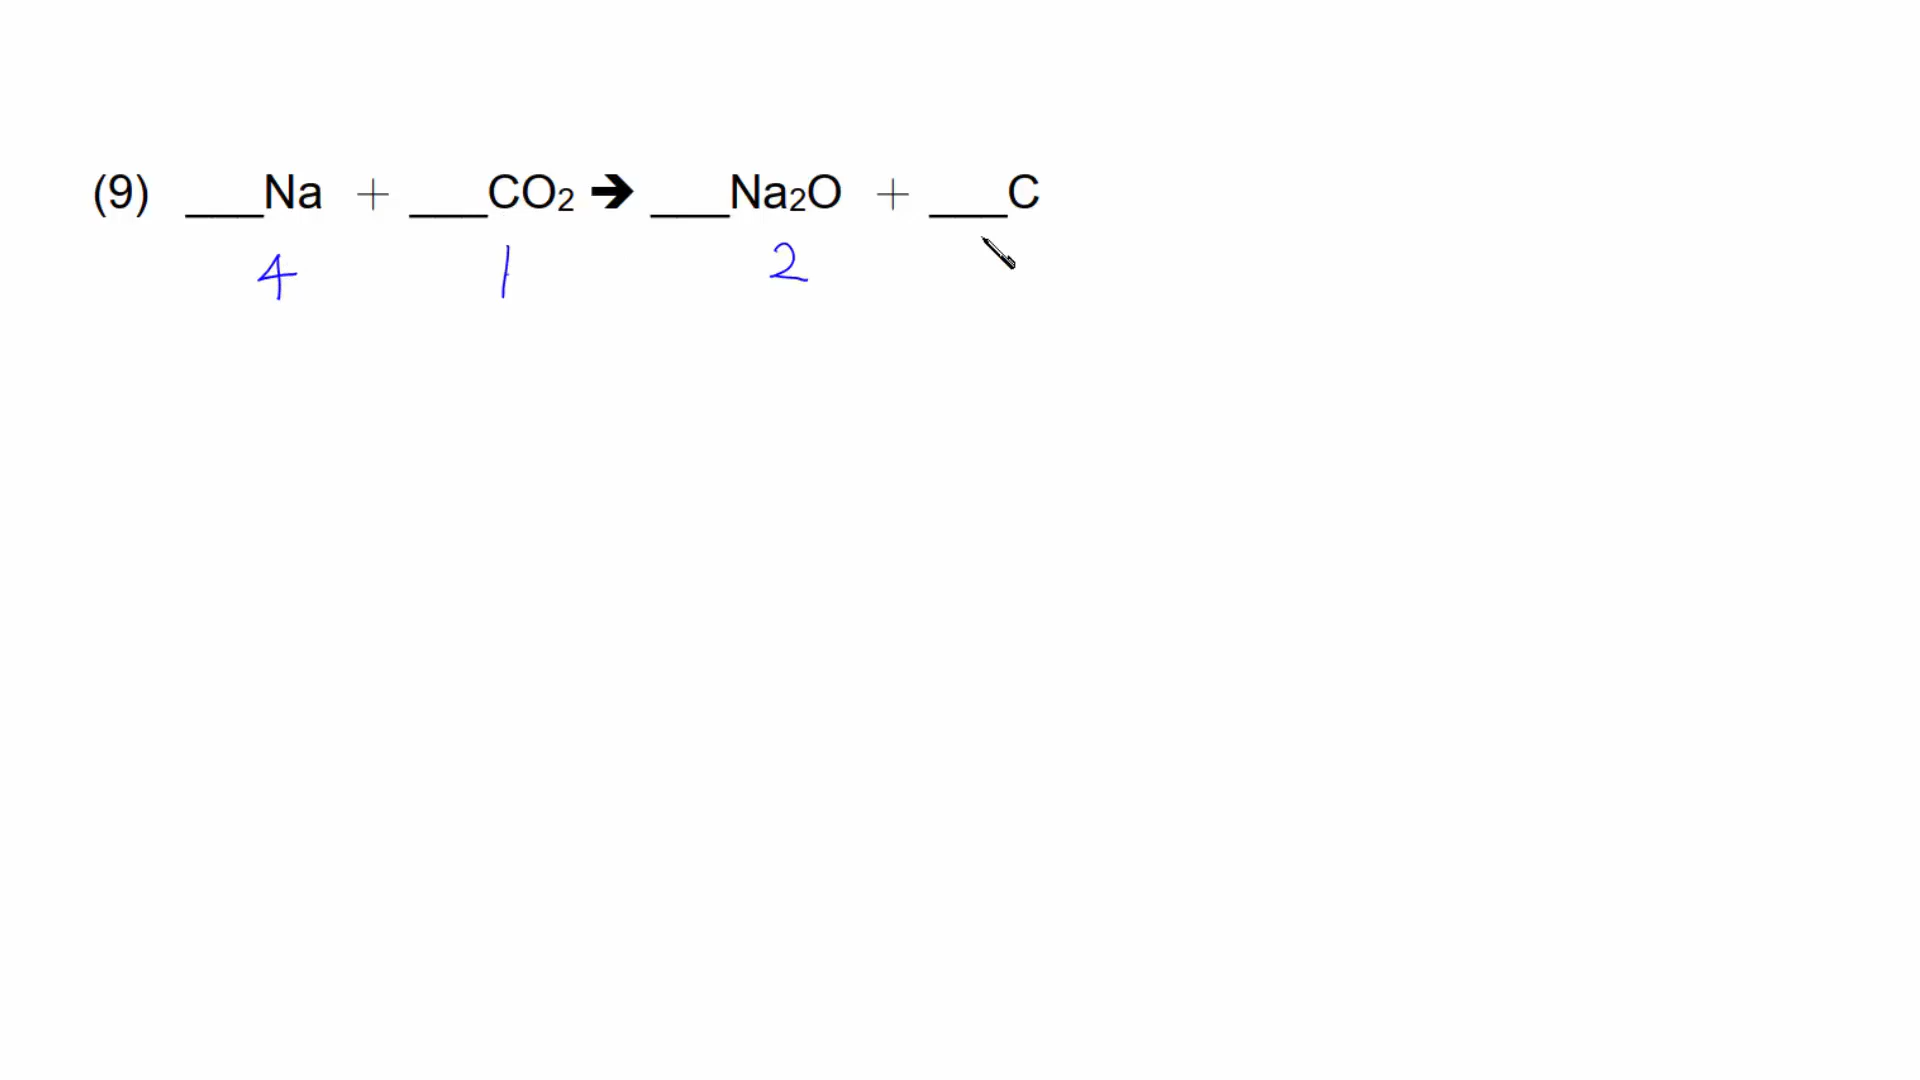 (9) ___Na + ___CO₂ ➔ ___Na₂O + ___C
4 1 2